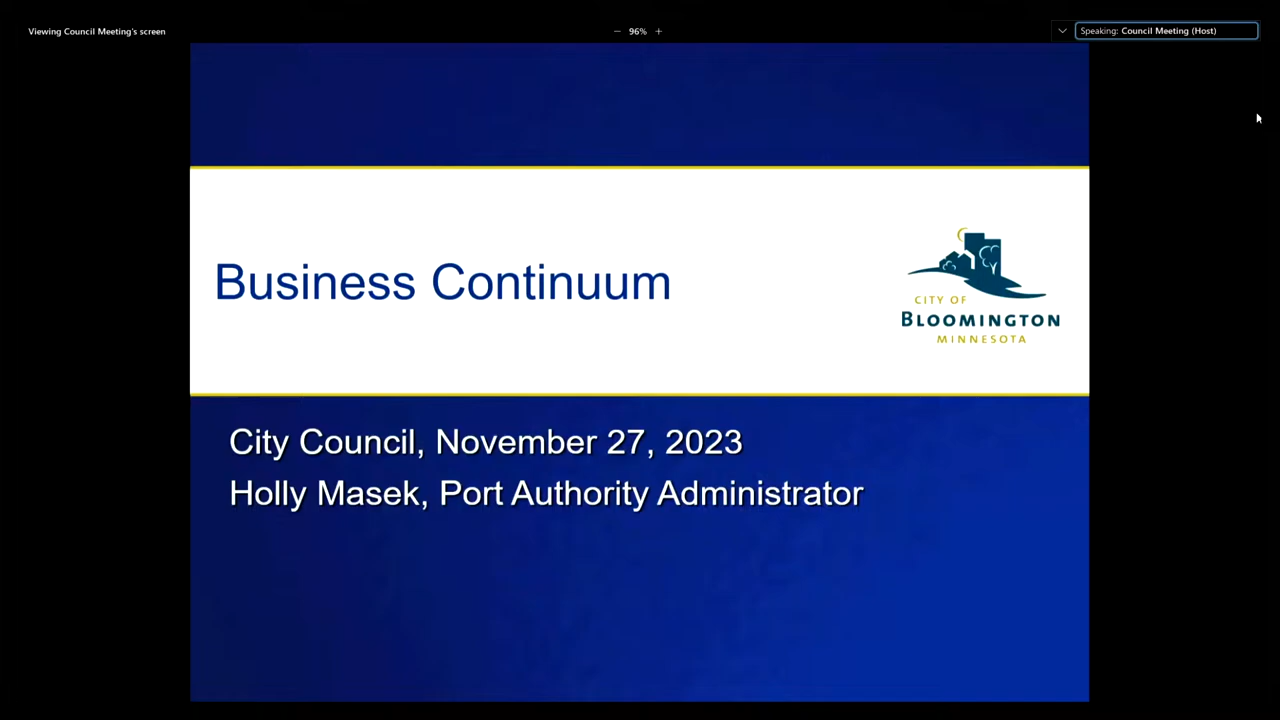 Viewing Council Meeting's screen
96%
Speaking: Council Meeting (Host)
Business Continuum
CITY OF
BLOOMINGTON
MINNESOTA
City Council, November 27, 2023
Holly Masek, Port Authority Administrator